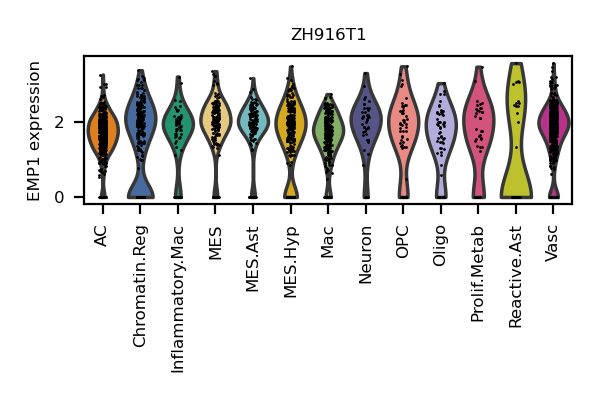 ZH916T1
EMP1 expression
2
0
AC
Chromatin.Reg
Inflammatory.Mac
MES
MES.Ast
MES.Hyp
Mac
Neuron
OPC
Oligo
Prolif.Metab
Reactive.Ast
Vasc